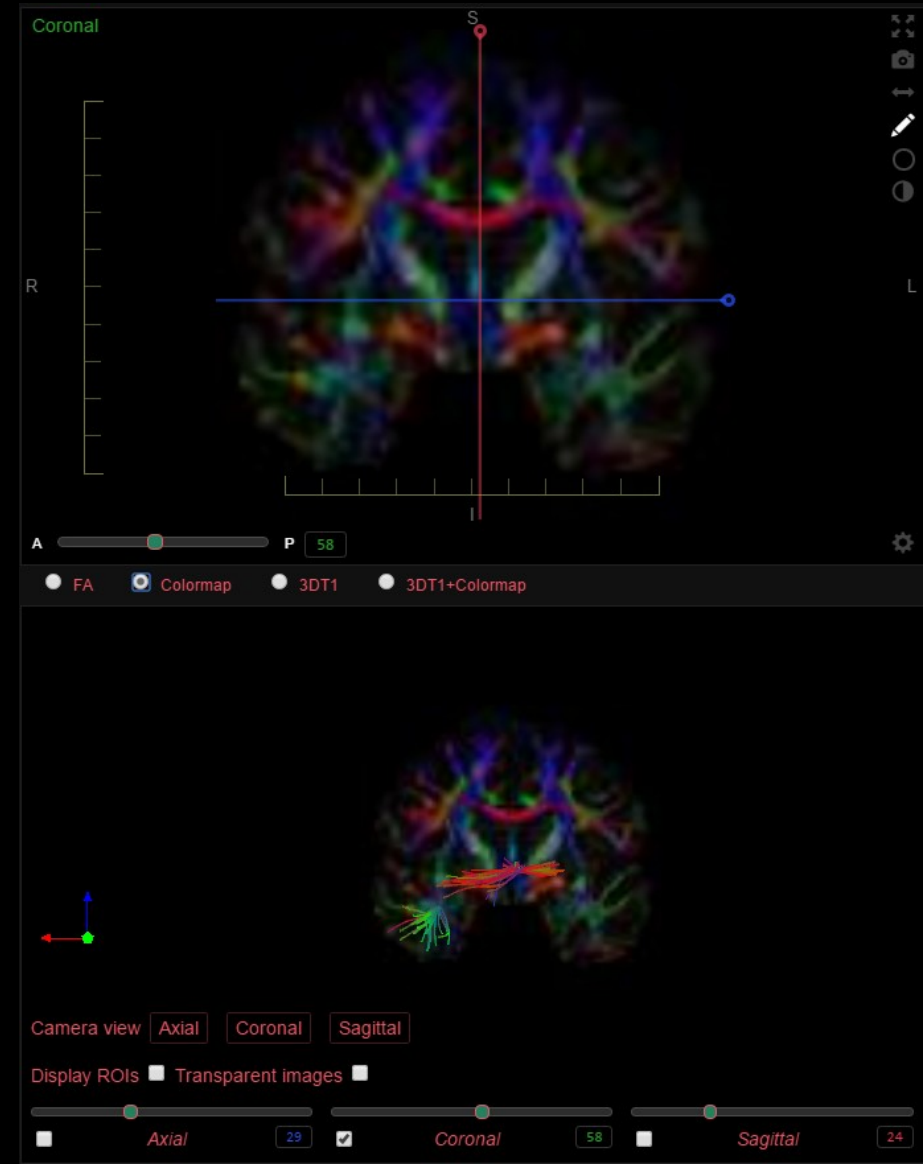 Coronal
S
R
L
I
A P 58
FA Colormap 3DT1 3DT1+Colormap
Camera view Axial Coronal Sagittal
Display ROIs Transparent images
Axial 29 Coronal 58 Sagittal 24